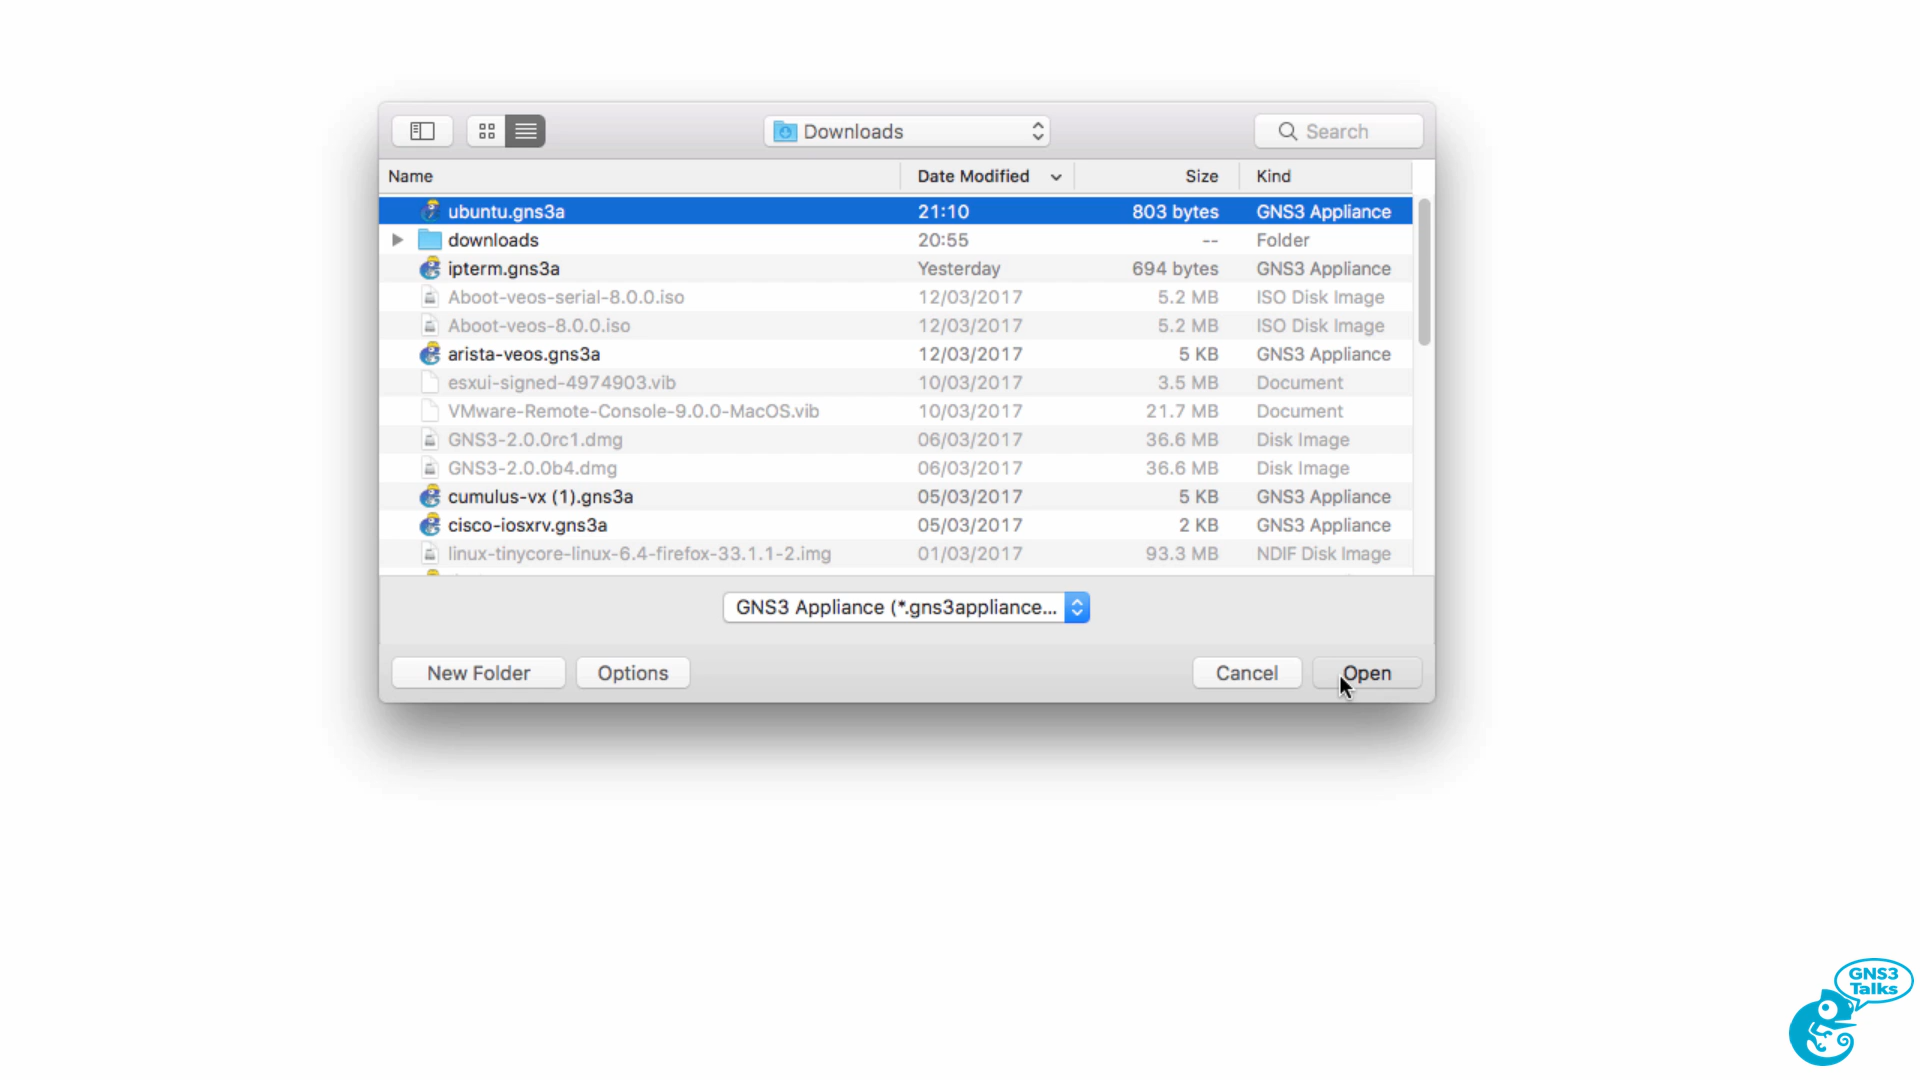 Downloads
Search
Name Date Modified Size Kind
ubuntu.gns3a 21:10 803 bytes GNS3 Appliance
downloads 20:55 -- Folder
ipterm.gns3a Yesterday 694 bytes GNS3 Appliance
Aboot-veos-serial-8.0.0.iso 12/03/2017 5.2 MB ISO Disk Image
Aboot-veos-8.0.0.iso 12/03/2017 5.2 MB ISO Disk Image
arista-veos.gns3a 12/03/2017 5 KB GNS3 Appliance
esxui-signed-4974903.vib 10/03/2017 3.5 MB Document
VMware-Remote-Console-9.0.0-MacOS.vib 10/03/2017 21.7 MB Document
GNS3-2.0.0rc1.dmg 06/03/2017 36.6 MB Disk Image
GNS3-2.0.0b4.dmg 06/03/2017 36.6 MB Disk Image
cumulus-vx (1).gns3a 05/03/2017 5 KB GNS3 Appliance
cisco-iosxrv.gns3a 05/03/2017 2 KB GNS3 Appliance
linux-tinycore-linux-6.4-firefox-33.1.1-2.img 01/03/2017 93.3 MB NDIF Disk Image
GNS3 Appliance (*.gns3appliance...
New Folder Options Cancel Open
GNS3
Talks